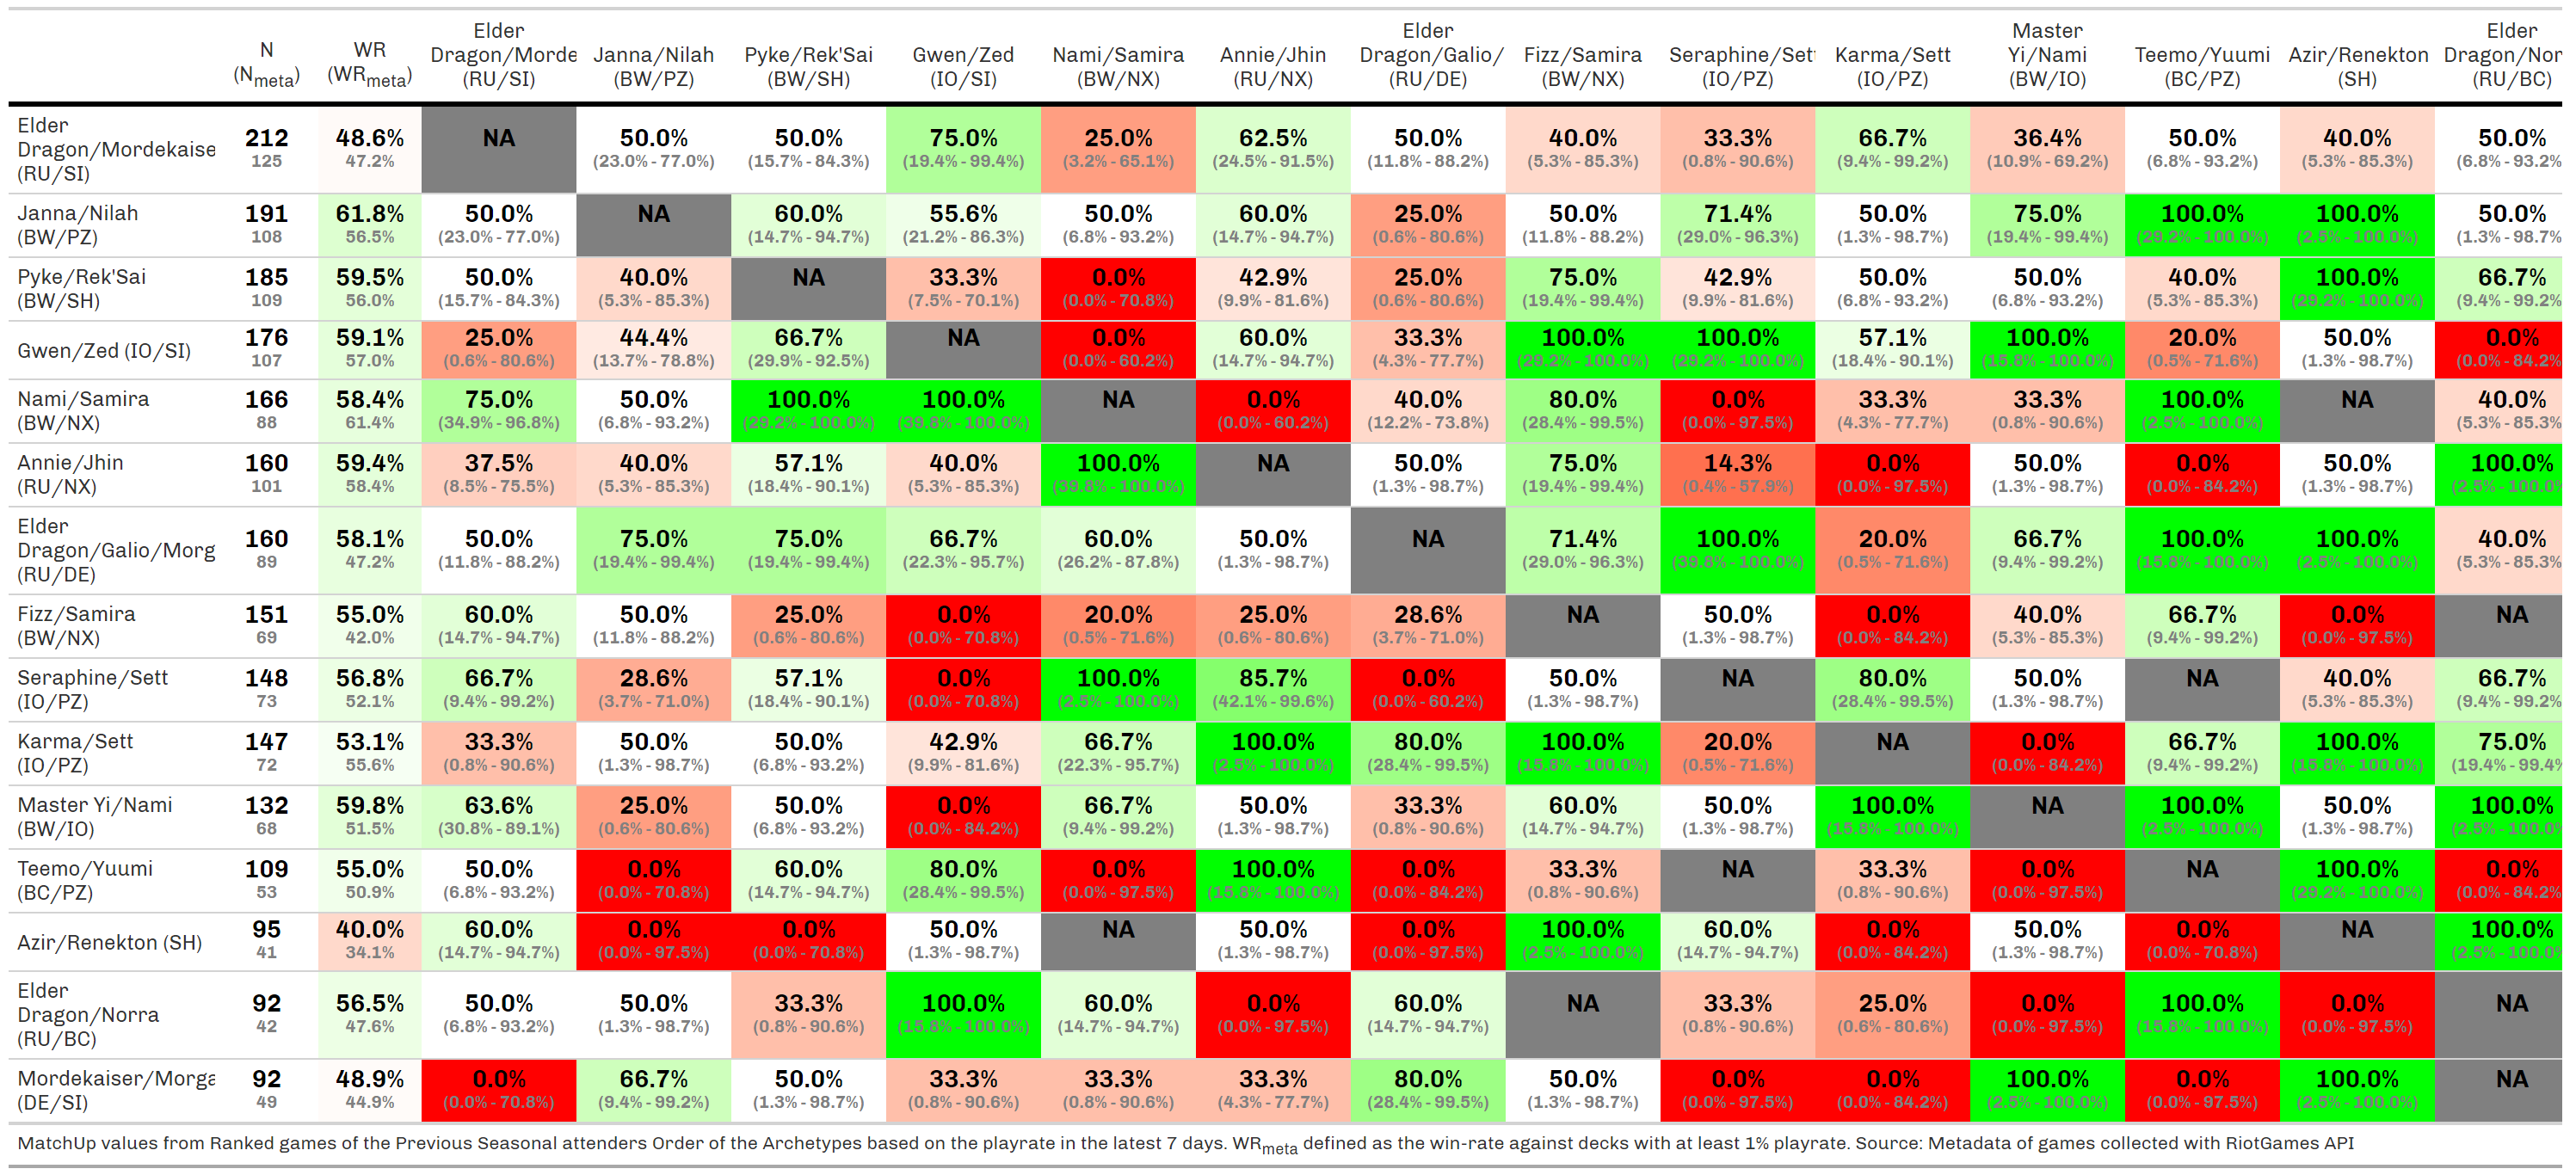 N (Nmeta) WR (WRmeta) Elder Dragon/Morde (RU/SI) Janna/Nilah (BW/PZ) Pyke/Rek'Sai (BW/SH) Gwen/Zed (IO/SI) Nami/Samira (BW/NX) Annie/Jhin (RU/NX) Elder Dragon/Galio/ (RU/DE) Fizz/Samira (BW/NX) Seraphine/Sett (IO/PZ) Karma/Sett (IO/PZ) Master Yi/Nami (BW/IO) Teemo/Yuumi (BC/PZ) Azir/Renekton (SH) Elder Dragon/Nor (RU/BC)
Elder Dragon/Mordekaise (RU/SI) 212 48.6% NA 50.0% 50.0% 75.0% 25.0% 62.5% 50.0% 40.0% 33.3% 66.7% 36.4% 50.0% 40.0% 50.0%
125 47.2% (23.0% - 77.0%) (15.7% - 84.3%) (19.4% - 99.4%) (3.2% - 65.1%) (24.5% - 91.5%) (11.8% - 88.2%) (5.3% - 85.3%) (0.8% - 90.6%) (9.4% - 99.2%) (10.9% - 69.2%) (6.8% - 93.2%) (5.3% - 85.3%) (6.8% - 93.2%
Janna/Nilah (BW/PZ) 191 61.8% 50.0% NA 60.0% 55.6% 50.0% 60.0% 25.0% 50.0% 71.4% 50.0% 75.0% 100.0% 100.0% 50.0%
108 56.5% (23.0% - 77.0%) (14.7% - 94.7%) (21.2% - 86.3%) (6.8% - 93.2%) (14.7% - 94.7%) (0.6% - 80.6%) (11.8% - 88.2%) (29.0% - 96.3%) (1.3% - 98.7%) (19.4% - 99.4%) (29.2% - 100.0%) (2.5% - 100.0%) (1.3% - 98.7%
Pyke/Rek'Sai (BW/SH) 185 59.5% 50.0% 40.0% NA 33.3% 0.0% 42.9% 25.0% 75.0% 42.9% 50.0% 50.0% 40.0% 100.0% 66.7%
109 56.0% (15.7% - 84.3%) (5.3% - 85.3%) (7.5% - 70.1%) (0.0% - 70.8%) (9.9% - 81.6%) (0.6% - 80.6%) (19.4% - 99.4%) (9.9% - 81.6%) (6.8% - 93.2%) (6.8% - 93.2%) (5.3% - 85.3%) (29.2% - 100.0%) (9.4% - 99.2%
Gwen/Zed (IO/SI) 176 59.1% 25.0% 44.4% 66.7% NA 0.0% 60.0% 33.3% 100.0% 100.0% 57.1% 100.0% 20.0% 50.0% 0.0%
107 57.0% (0.6% - 80.6%) (13.7% - 78.8%) (29.9% - 92.5%) (0.0% - 60.2%) (14.7% - 94.7%) (4.3% - 77.7%) (29.2% - 100.0%) (29.2% - 100.0%) (18.4% - 90.1%) (15.8% - 100.0%) (0.5% - 71.6%) (1.3% - 98.7%) (0.0% - 84.2%
Nami/Samira (BW/NX) 166 58.4% 75.0% 50.0% 100.0% 100.0% NA 0.0% 40.0% 80.0% 0.0% 33.3% 33.3% 100.0% NA 40.0%
88 61.4% (34.9% - 96.8%) (6.8% - 93.2%) (29.2% - 100.0%) (39.8% - 100.0%) (0.0% - 60.2%) (12.2% - 73.8%) (28.4% - 99.5%) (0.0% - 97.5%) (4.3% - 77.7%) (0.8% - 90.6%) (2.5% - 100.0%) (5.3% - 85.3%
Annie/Jhin (RU/NX) 160 59.4% 37.5% 40.0% 57.1% 40.0% 100.0% NA 50.0% 75.0% 14.3% 0.0% 50.0% 0.0% 50.0% 100.0%
101 58.4% (8.5% - 75.5%) (5.3% - 85.3%) (18.4% - 90.1%) (5.3% - 85.3%) (39.8% - 100.0%) (1.3% - 98.7%) (19.4% - 99.4%) (0.4% - 57.9%) (0.0% - 97.5%) (1.3% - 98.7%) (0.0% - 84.2%) (1.3% - 98.7%) (2.5% - 100.0%
Elder Dragon/Galio/Morg (RU/DE) 160 58.1% 50.0% 75.0% 75.0% 66.7% 60.0% 50.0% NA 71.4% 100.0% 20.0% 66.7% 100.0% 100.0% 40.0%
89 47.2% (11.8% - 88.2%) (19.4% - 99.4%) (19.4% - 99.4%) (22.3% - 95.7%) (26.2% - 87.8%) (1.3% - 98.7%) (29.0% - 96.3%) (39.8% - 100.0%) (0.5% - 71.6%) (9.4% - 99.2%) (15.8% - 100.0%) (2.5% - 100.0%) (5.3% - 85.3%
Fizz/Samira (BW/NX) 151 55.0% 60.0% 50.0% 25.0% 0.0% 20.0% 25.0% 28.6% NA 50.0% 0.0% 40.0% 66.7% 0.0% NA
69 42.0% (14.7% - 94.7%) (11.8% - 88.2%) (0.6% - 80.6%) (0.0% - 70.8%) (0.5% - 71.6%) (0.6% - 80.6%) (3.7% - 71.0%) (1.3% - 98.7%) (0.0% - 84.2%) (5.3% - 85.3%) (9.4% - 99.2%) (0.0% - 97.5%)
Seraphine/Sett (IO/PZ) 148 56.8% 66.7% 28.6% 57.1% 0.0% 100.0% 85.7% 0.0% 50.0% NA 80.0% 50.0% NA 40.0% 66.7%
73 52.1% (9.4% - 99.2%) (3.7% - 71.0%) (18.4% - 90.1%) (0.0% - 70.8%) (2.5% - 100.0%) (42.1% - 99.6%) (0.0% - 60.2%) (1.3% - 98.7%) (28.4% - 99.5%) (1.3% - 98.7%) (5.3% - 85.3%) (9.4% - 99.2%
Karma/Sett (IO/PZ) 147 53.1% 33.3% 50.0% 50.0% 42.9% 66.7% 100.0% 80.0% 100.0% 20.0% NA 0.0% 66.7% 100.0% 75.0%
72 55.6% (0.8% - 90.6%) (1.3% - 98.7%) (6.8% - 93.2%) (9.9% - 81.6%) (22.3% - 95.7%) (2.5% - 100.0%) (28.4% - 99.5%) (15.8% - 100.0%) (0.5% - 71.6%) (0.0% - 84.2%) (9.4% - 99.2%) (15.8% - 100.0%) (19.4% - 99.4%
Master Yi/Nami (BW/IO) 132 59.8% 63.6% 25.0% 50.0% 0.0% 66.7% 50.0% 33.3% 60.0% 50.0% 100.0% NA 100.0% 50.0% 100.0%
68 51.5% (30.8% - 89.1%) (0.6% - 80.6%) (6.8% - 93.2%) (0.0% - 84.2%) (9.4% - 99.2%) (1.3% - 98.7%) (0.8% - 90.6%) (14.7% - 94.7%) (1.3% - 98.7%) (15.8% - 100.0%) (2.5% - 100.0%) (1.3% - 98.7%) (2.5% - 100.0%
Teemo/Yuumi (BC/PZ) 109 55.0% 50.0% 0.0% 60.0% 80.0% 0.0% 100.0% 0.0% 33.3% NA 33.3% 0.0% NA 100.0% 0.0%
53 50.9% (6.8% - 93.2%) (0.0% - 70.8%) (14.7% - 94.7%) (28.4% - 99.5%) (0.0% - 97.5%) (15.8% - 100.0%) (0.0% - 84.2%) (0.8% - 90.6%) (0.8% - 90.6%) (0.0% - 97.5%) (29.2% - 100.0%) (0.0% - 84.2%
Azir/Renekton (SH) 95 40.0% 60.0% 0.0% 0.0% 50.0% NA 50.0% 0.0% 100.0% 60.0% 0.0% 50.0% 0.0% NA 100.0%
41 34.1% (14.7% - 94.7%) (0.0% - 97.5%) (0.0% - 70.8%) (1.3% - 98.7%) (1.3% - 98.7%) (0.0% - 97.5%) (2.5% - 100.0%) (14.7% - 94.7%) (0.0% - 84.2%) (1.3% - 98.7%) (0.0% - 70.8%) (2.5% - 100.0%
Elder Dragon/Norra (RU/BC) 92 56.5% 50.0% 50.0% 33.3% 100.0% 60.0% 0.0% 60.0% NA 33.3% 25.0% 0.0% 100.0% 0.0% NA
42 47.6% (6.8% - 93.2%) (1.3% - 98.7%) (0.8% - 90.6%) (15.8% - 100.0%) (14.7% - 94.7%) (0.0% - 97.5%) (14.7% - 94.7%) (0.8% - 90.6%) (0.6% - 80.6%) (0.0% - 97.5%) (15.8% - 100.0%) (0.0% - 97.5%)
Mordekaiser/Morga (DE/SI) 92 48.9% 0.0% 66.7% 50.0% 33.3% 33.3% 33.3% 80.0% 50.0% 0.0% 0.0% 100.0% 0.0% 100.0% NA
49 44.9% (0.0% - 70.8%) (9.4% - 99.2%) (1.3% - 98.7%) (0.8% - 90.6%) (0.8% - 90.6%) (4.3% - 77.7%) (28.4% - 99.5%) (1.3% - 98.7%) (0.0% - 97.5%) (0.0% - 84.2%) (2.5% - 100.0%) (0.0% - 97.5%) (2.5% - 100.0%)
MatchUp values from Ranked games of the Previous Seasonal attenders Order of the Archetypes based on the playrate in the latest 7 days. WRmeta defined as the win-rate against decks with at least 1% playrate. Source: Metadata of games collected with RiotGames API